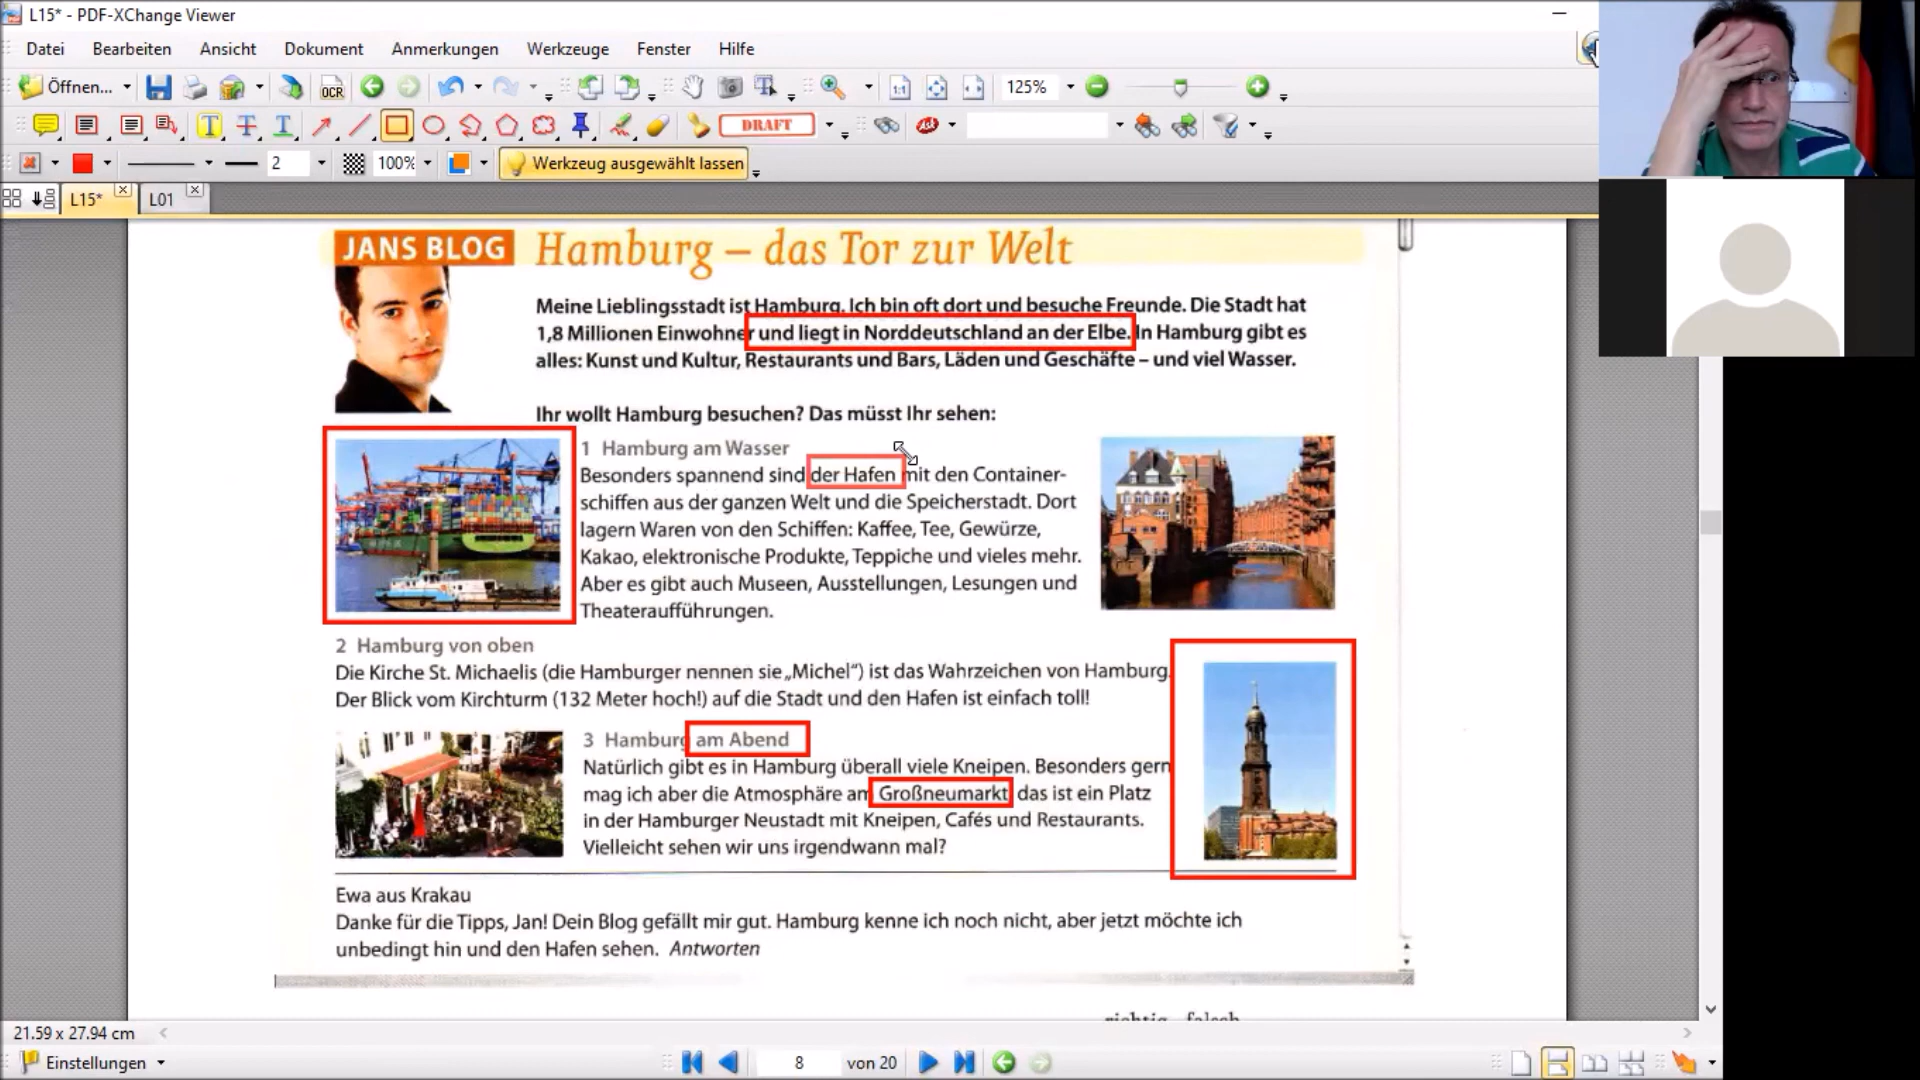 L15* - PDF-XChange Viewer
Datei Bearbeiten Ansicht Dokument Anmerkungen Werkzeuge Fenster Hilfe
Öffnen... OCR 1:1 125%
T T T DRAFT Ask
2 100% Werkzeug ausgewählt lassen
L15* L01
JANS BLOG Hamburg – das Tor zur Welt
Meine Lieblingsstadt ist Hamburg. Ich bin oft dort und besuche Freunde. Die Stadt hat
1,8 Millionen Einwohner und liegt in Norddeutschland an der Elbe. In Hamburg gibt es
alles: Kunst und Kultur, Restaurants und Bars, Läden und Geschäfte – und viel Wasser.
Ihr wollt Hamburg besuchen? Das müsst Ihr sehen:
1 Hamburg am Wasser
Besonders spannend sind der Hafen mit den Container-
schiffen aus der ganzen Welt und die Speicherstadt. Dort
lagern Waren von den Schiffen: Kaffee, Tee, Gewürze,
Kakao, elektronische Produkte, Teppiche und vieles mehr.
Aber es gibt auch Museen, Ausstellungen, Lesungen und
Theateraufführungen.
2 Hamburg von oben
Die Kirche St. Michaelis (die Hamburger nennen sie „Michel“) ist das Wahrzeichen von Hamburg.
Der Blick vom Kirchturm (132 Meter hoch!) auf die Stadt und den Hafen ist einfach toll!
3 Hamburg am Abend
Natürlich gibt es in Hamburg überall viele Kneipen. Besonders gern
mag ich aber die Atmosphäre am Großneumarkt, das ist ein Platz
in der Hamburger Neustadt mit Kneipen, Cafés und Restaurants.
Vielleicht sehen wir uns irgendwann mal?
Ewa aus Krakau
Danke für die Tipps, Jan! Dein Blog gefällt mir gut. Hamburg kenne ich noch nicht, aber jetzt möchte ich
unbedingt hin und den Hafen sehen. Antworten
richtig falsch
21.59 x 27.94 cm
Einstellungen 8 von 20